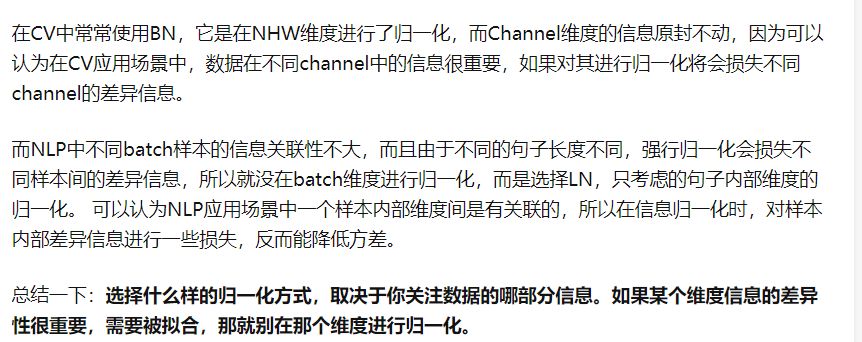 在CV中常常使用BN，它是在NHW维度进行了归一化，而Channel维度的信息原封不动，因为可以
认为在CV应用场景中，数据在不同channel中的信息很重要，如果对其进行归一化将会损失不同
channel的差异信息。
而NLP中不同batch样本的信息关联性不大，而且由于不同的句子长度不同，强行归一化会损失不
同样本间的差异信息，所以就没在batch维度进行归一化，而是选择LN，只考虑的句子内部维度的
归一化。 可以认为NLP应用场景中一个样本内部维度间是有关联的，所以在信息归一化时，对样本
内部差异信息进行一些损失，反而能降低方差。
总结一下：选择什么样的归一化方式，取决于你关注数据的哪部分信息。如果某个维度信息的差异
性很重要，需要被拟合，那就别在那个维度进行归一化。